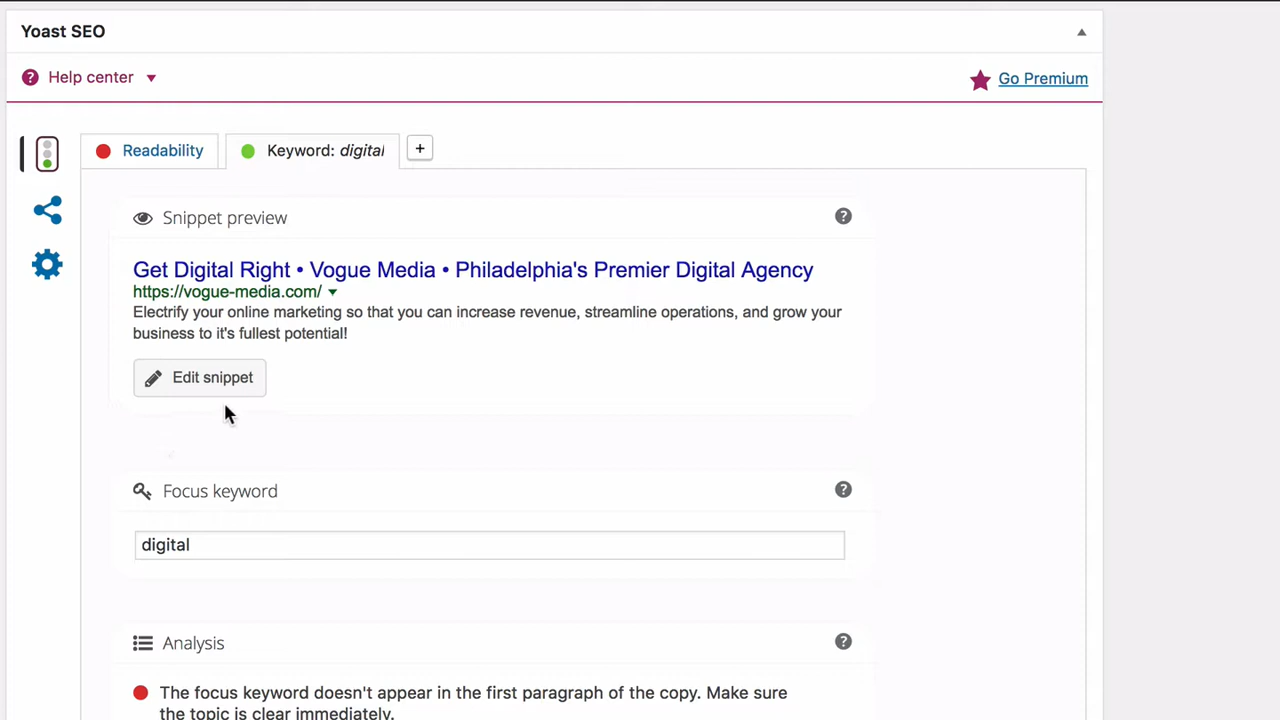 Yoast SEO
Help center
Go Premium
Readability
Keyword: digital
+
Snippet preview
?
Get Digital Right • Vogue Media • Philadelphia's Premier Digital Agency
https://vogue-media.com/
Electrify your online marketing so that you can increase revenue, streamline operations, and grow your
business to it's fullest potential!
Edit snippet
Focus keyword
?
digital
Analysis
?
The focus keyword doesn't appear in the first paragraph of the copy. Make sure
the topic is clear immediately.